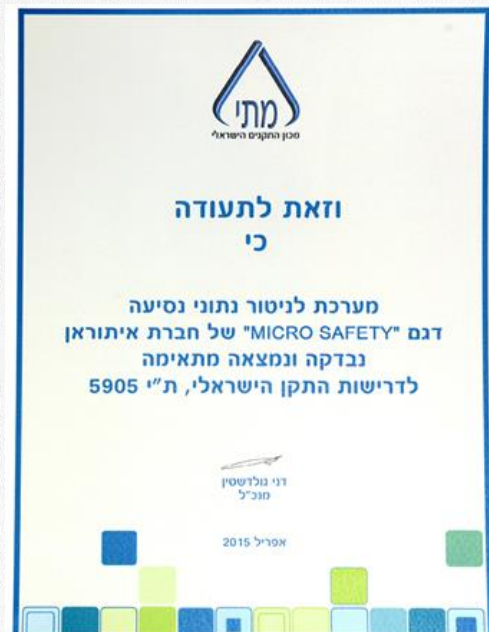 מתי
מכון התקנים הישראלי
וזאת לתעודה
כי
מערכת לניטור נתוני נסיעה
דגם "MICRO SAFETY" של חברת איתוראן
נבדקה ונמצאה מתאימה
לדרישות התקן הישראלי, ת"י 5905
דני גולדשטיין
מנכ"ל
אפריל 2015